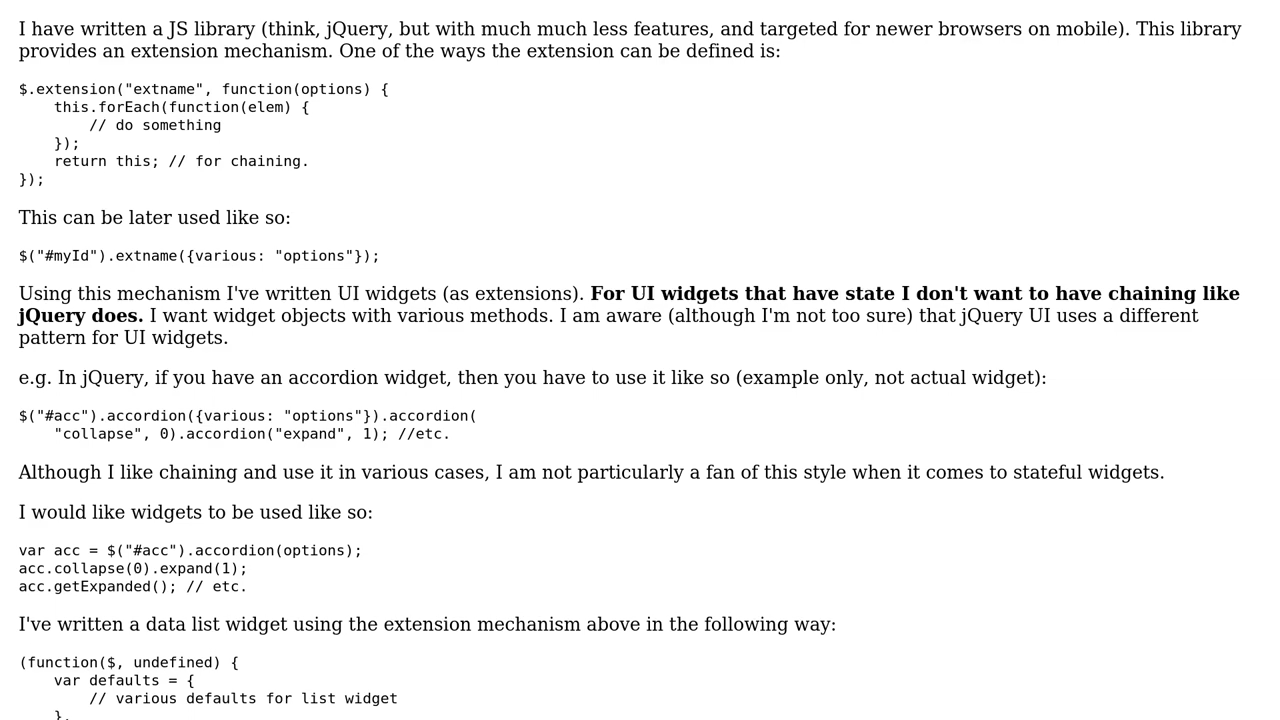 I have written a JS library (think, jQuery, but with much much less features, and targeted for newer browsers on mobile). This library
provides an extension mechanism. One of the ways the extension can be defined is:
$.extension("extname", function(options) {
    this.forEach(function(elem) {
        // do something
    });
    return this; // for chaining.
});
This can be later used like so:
$("#myId").extname({various: "options"});
Using this mechanism I've written UI widgets (as extensions). For UI widgets that have state I don't want to have chaining like
jQuery does. I want widget objects with various methods. I am aware (although I'm not too sure) that jQuery UI uses a different
pattern for UI widgets.
e.g. In jQuery, if you have an accordion widget, then you have to use it like so (example only, not actual widget):
$("#acc").accordion({various: "options"}).accordion(
    "collapse", 0).accordion("expand", 1); //etc.
Although I like chaining and use it in various cases, I am not particularly a fan of this style when it comes to stateful widgets.
I would like widgets to be used like so:
var acc = $("#acc").accordion(options);
acc.collapse(0).expand(1);
acc.getExpanded(); // etc.
I've written a data list widget using the extension mechanism above in the following way:
(function($, undefined) {
    var defaults = {
        // various defaults for list widget
    },